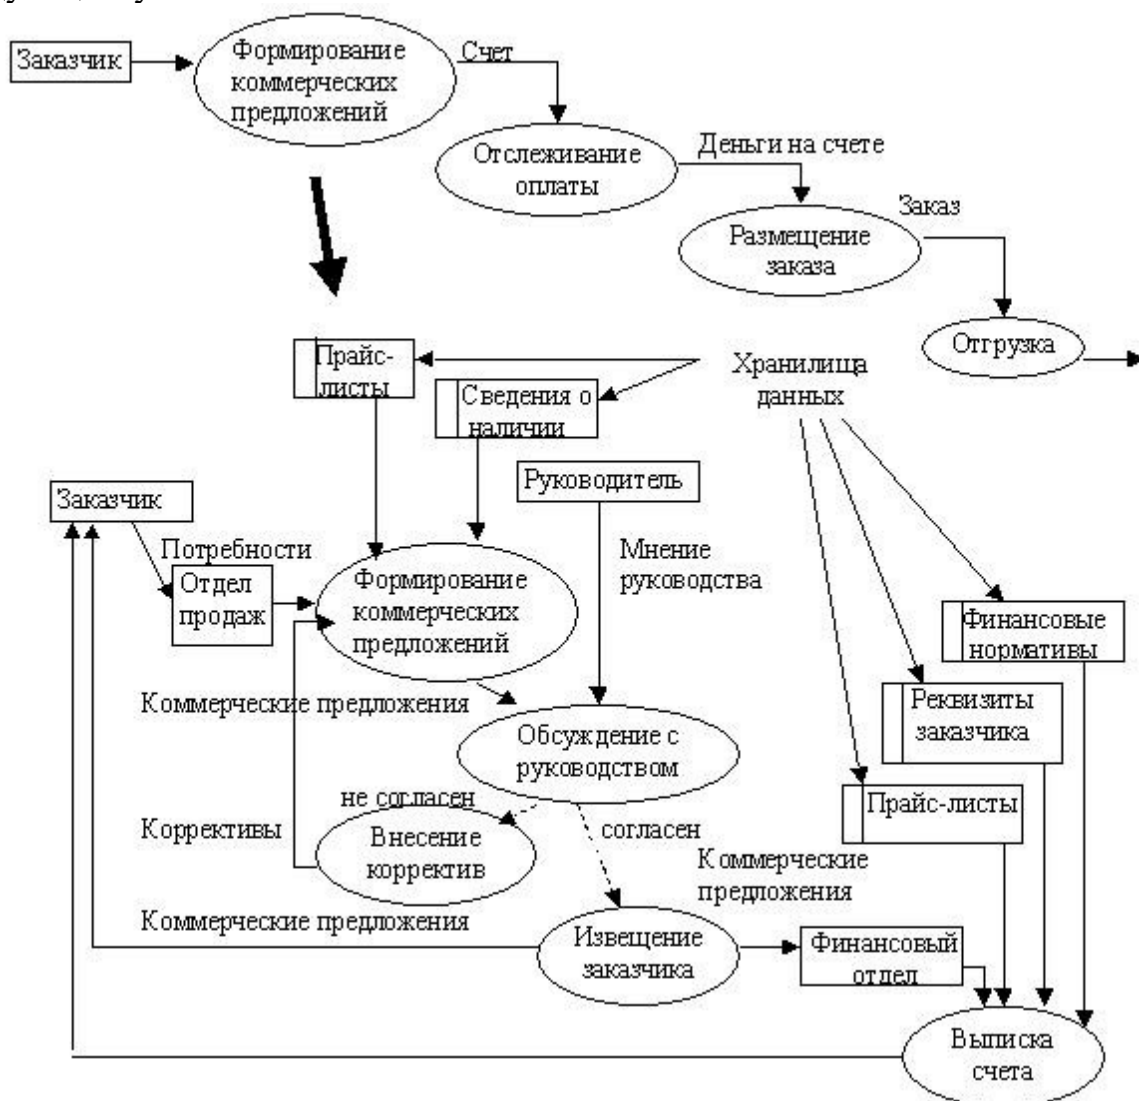 Заказчик
Формирование
коммерческих
предложений
Счет
Отслеживание
оплаты
Деньги на счете
Размещение
заказа
Заказ
Отгрузка
Прайс-
листы
Сведения о
наличии
Хранилища
данных
Руководитель
Заказчик
Потребности
Отдел
продаж
Формирование
коммерческих
предложений
Мнение
руководства
Финансовые
нормативы
Коммерческие предложения
Реквизиты
заказчика
Обсуждение с
руководством
Прайс-листы
не согласен
согласен
Коррективы
Внесение
корректив
Коммерческие
предложения
Коммерческие предложения
Извещение
заказчика
Финансовый
отдел
Выписка
счета